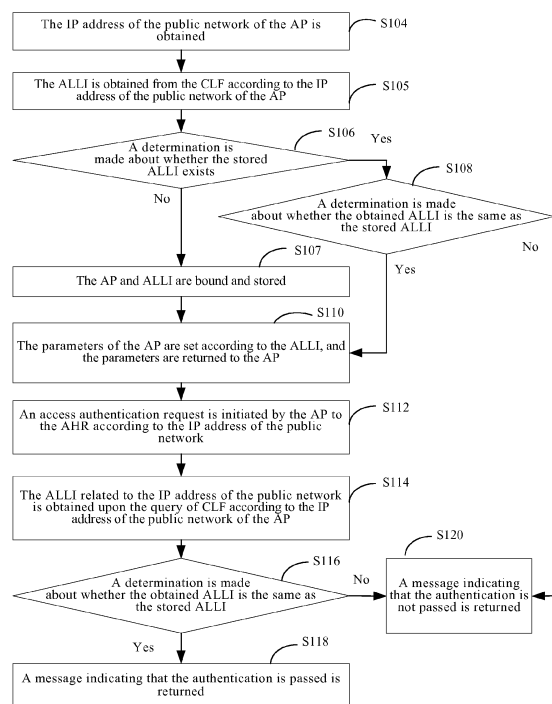 The IP address of the public network of the AP is
obtained
S104
The ALLI is obtained from the CLF according to the IP
address of the public network of the AP
S105
A determination is
made about whether the stored
ALLI exists
S106
Yes
No
A determination is made
about whether the obtained ALLI is the same as
the stored ALLI
S108
No
Yes
S107
The AP and ALLI are bound and stored
S110
The parameters of the AP are set according to the ALLI, and
the parameters are returned to the AP
An access authentication request is initiated by the AP to
the AHR according to the IP address of the public
network
S112
The ALLI related to the IP address of the public network
is obtained upon the query of CLF according to the IP
address of the public network of the AP
S114
A determination is made
about whether the obtained ALLI is the same as
the stored ALLI
S116
No
Yes
S120
A message indicating
that the authentication is
not passed is returned
S118
A message indicating that the authentication is passed is
returned